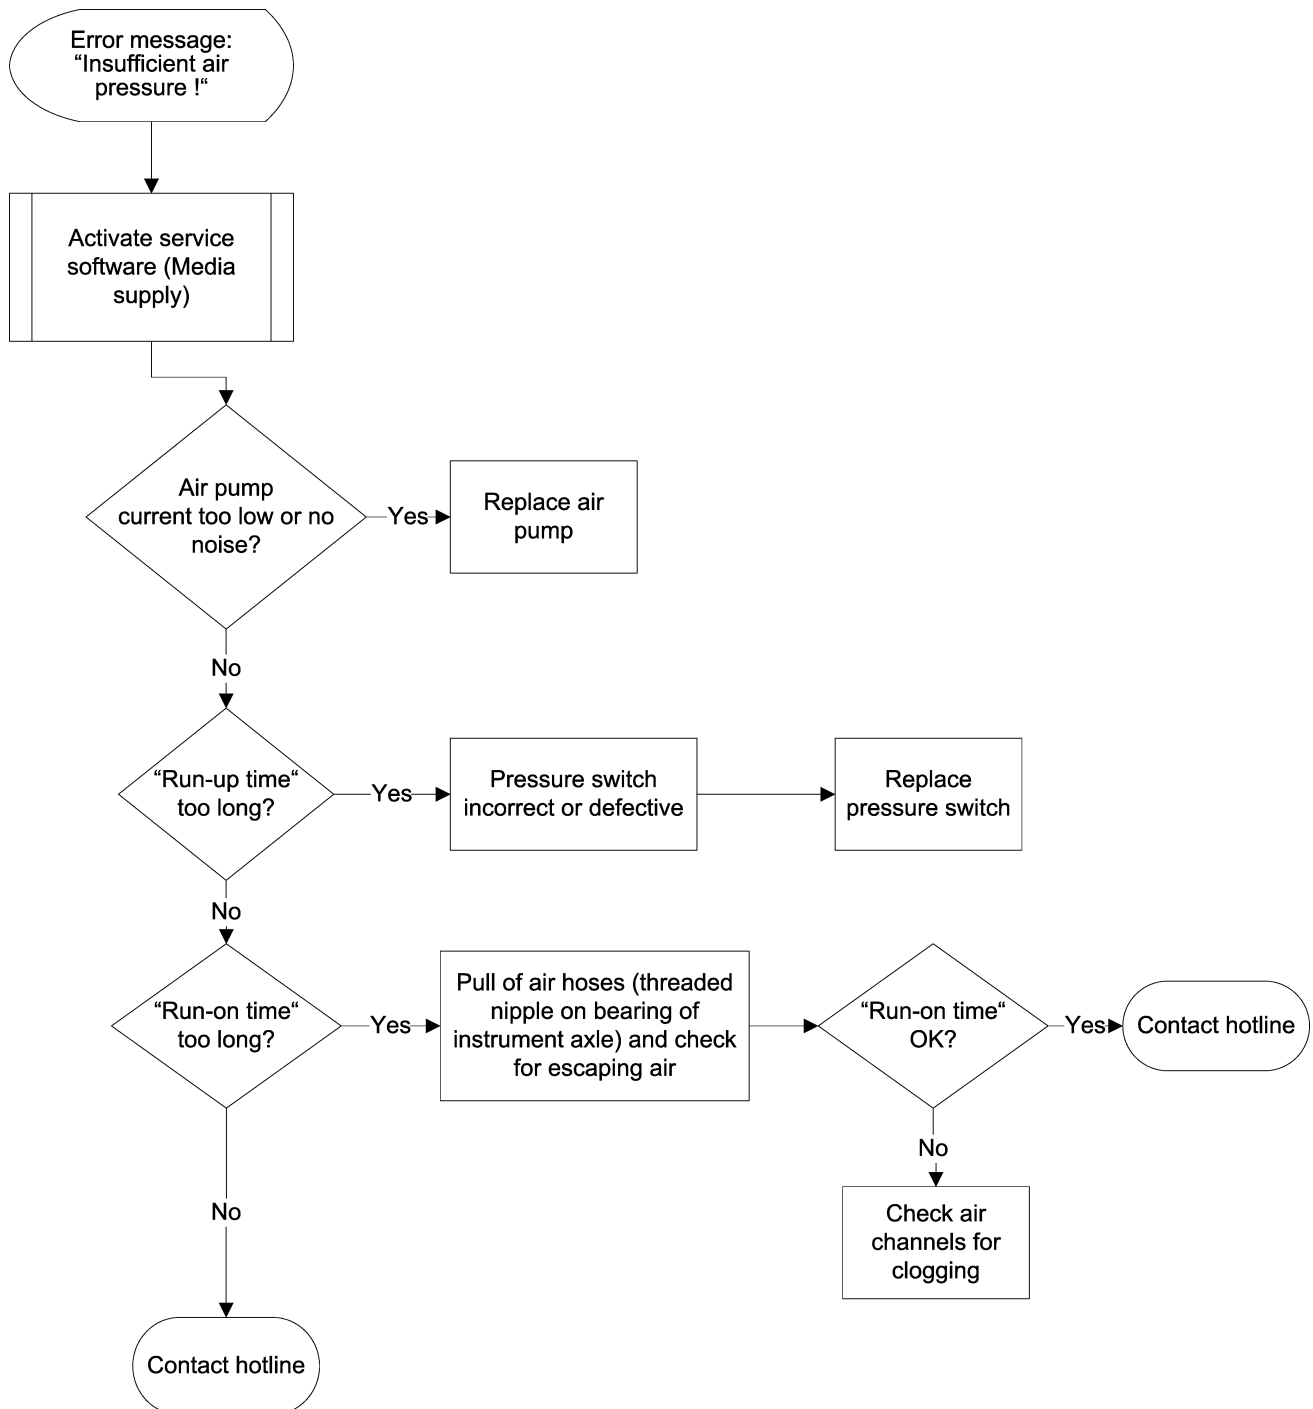 Error message:
“Insufficient air
pressure !“
Activate service
software (Media
supply)
Air pump
current too low or no
noise?
Yes
Replace air
pump
No
“Run-up time“
too long?
Yes
Pressure switch
incorrect or defective
Replace
pressure switch
No
“Run-on time“
too long?
Yes
Pull of air hoses (threaded
nipple on bearing of
instrument axle) and check
for escaping air
“Run-on time“
OK?
Yes
Contact hotline
No
Check air
channels for
clogging
No
Contact hotline